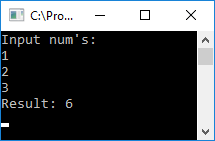 C:\Pro...
Input num's:
1
2
3
Result: 6